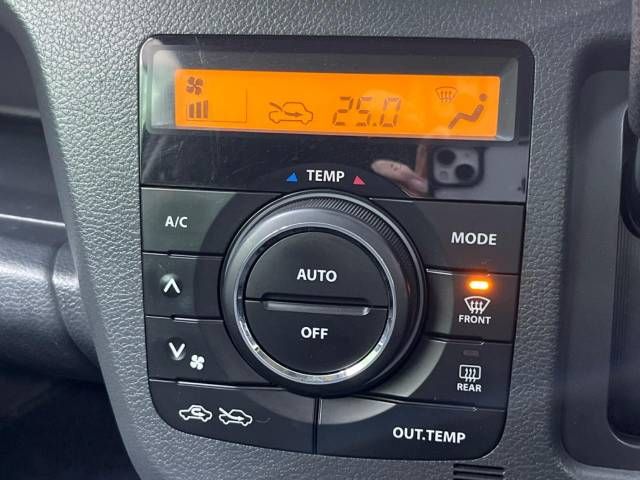 25.0
TEMP
A/C
MODE
AUTO
OFF
FRONT
REAR
OUT.TEMP